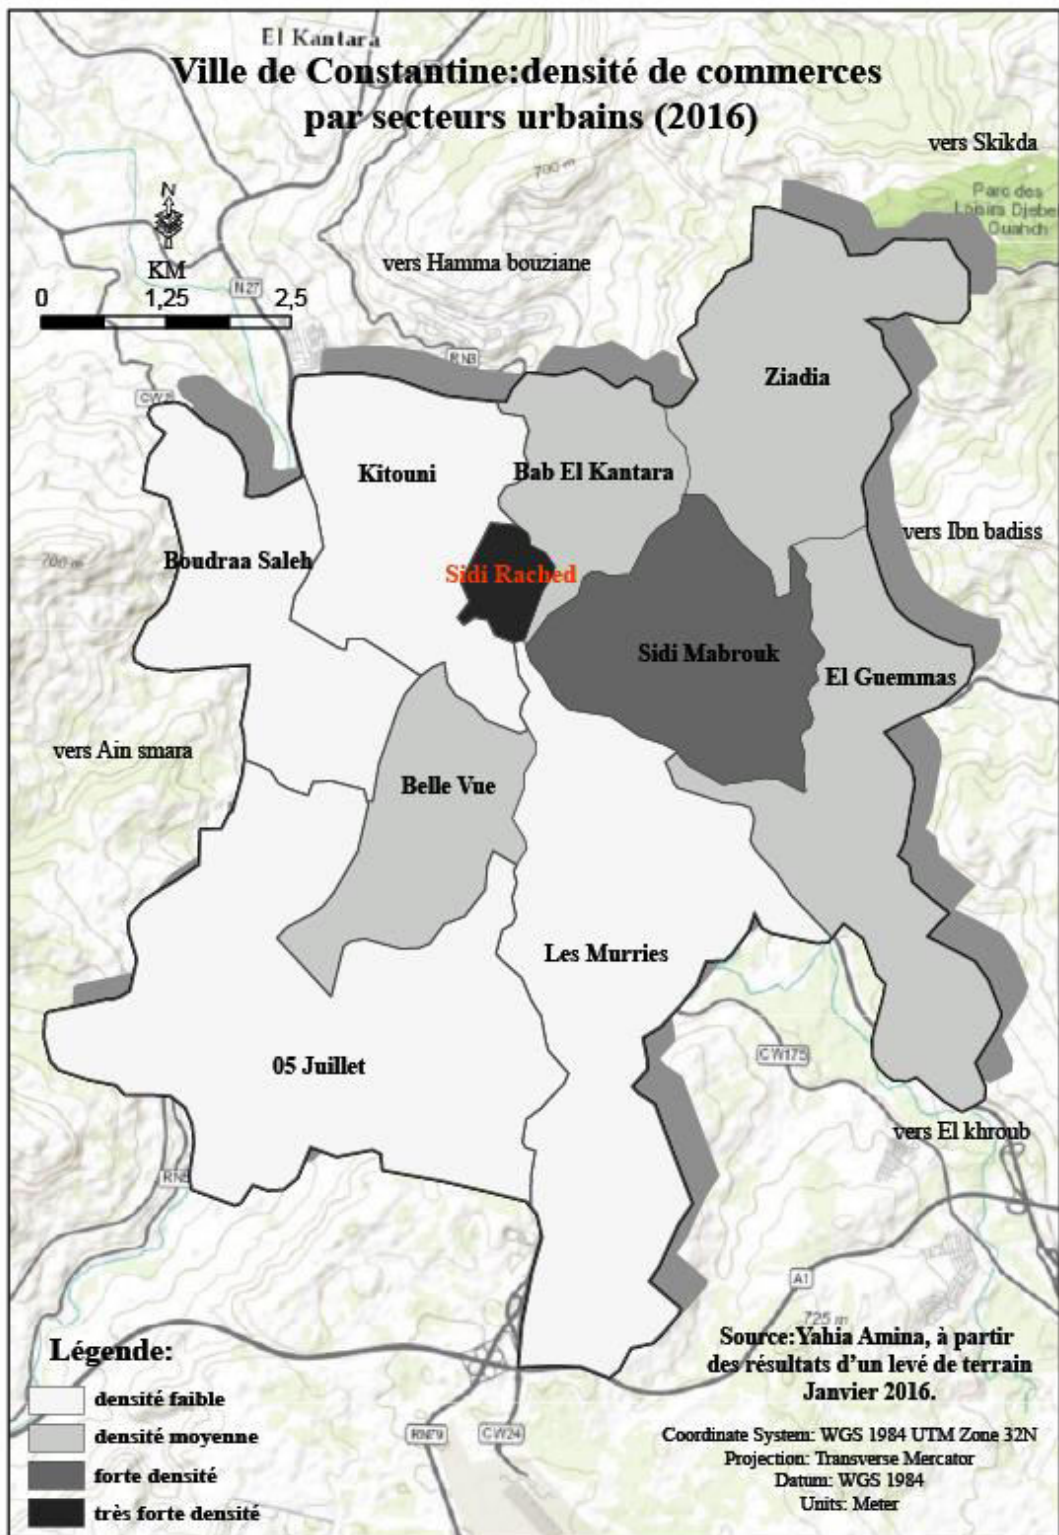 El Kantara
Ville de Constantine:densité de commerces
par secteurs urbains (2016)
vers Skikda
700 m
Parc des
Loisirs Djebel
Ouahch
N
KM
0 1,25 2,5
vers Hamma bouziane
N27
RN3
Ziadia
Kitouni
Bab El Kantara
vers Ibn badiss
700 m
Boudraa Saleh
Sidi Rached
Sidi Mabrouk
El Guemmas
vers Ain smara
Belle Vue
Les Murries
CW175
05 Juillet
vers El khroub
A1
725 m
Source:Yahia Amina, à partir
des résultats d'un levé de terrain
Janvier 2016.
Légende:
densité faible
densité moyenne
forte densité
très forte densité
RN79
CW24
Coordinate System: WGS 1984 UTM Zone 32N
Projection: Transverse Mercator
Datum: WGS 1984
Units: Meter